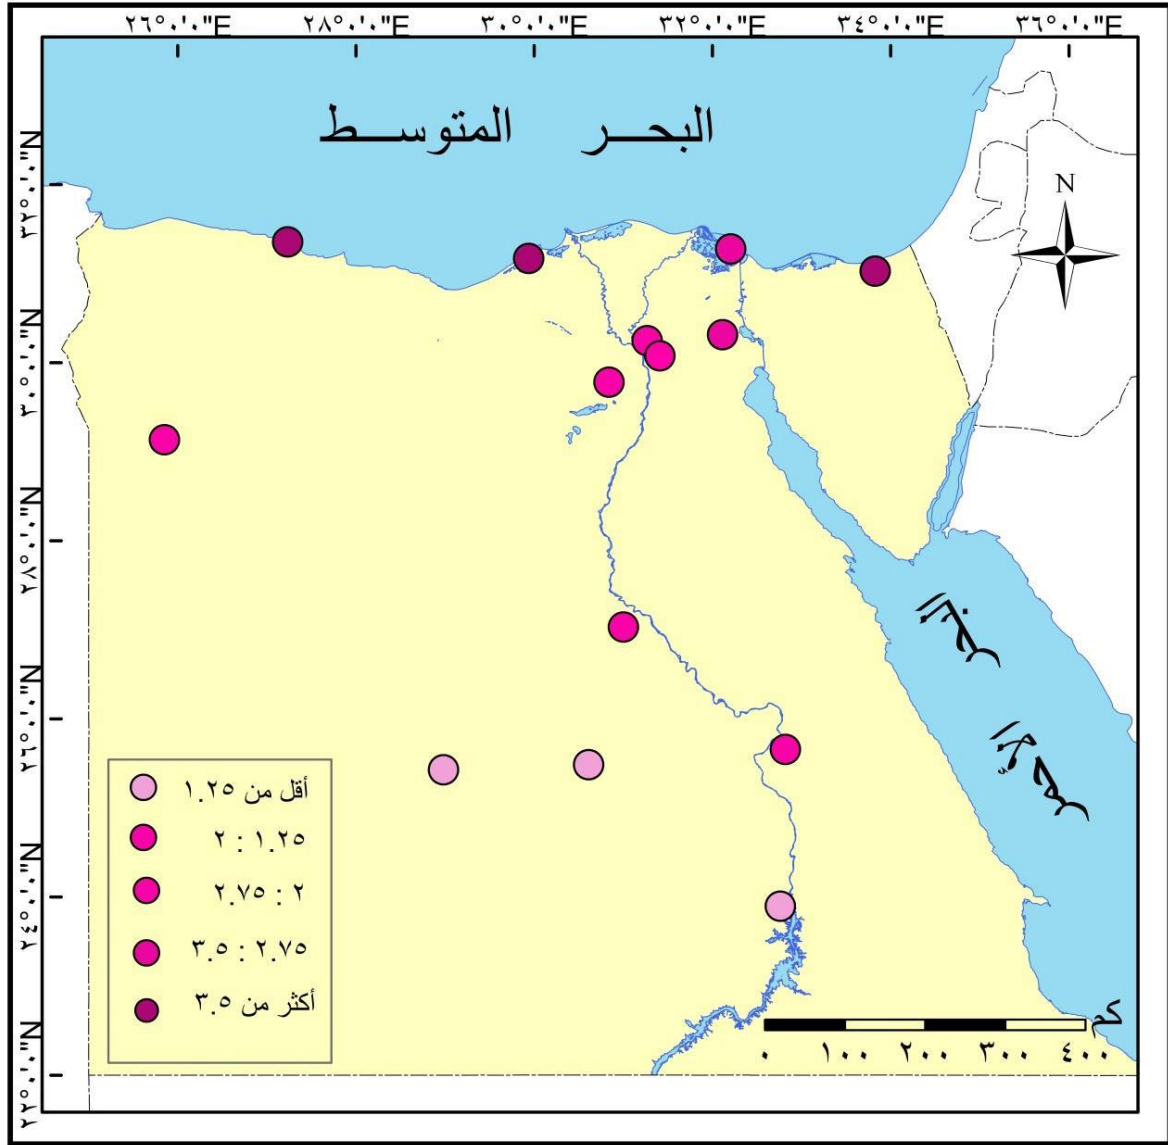 ٢٦°٠'٠"E ٢٨°٠'٠"E ٣٠°٠'٠"E ٣٢°٠'٠"E ٣٤°٠'٠"E ٣٦°٠'٠"E
البحـــر المتوســـط
N
٣٢°٠'٠"N
٣٠°٠'٠"N
٢٨°٠'٠"N
٢٦°٠'٠"N
٢٤°٠'٠"N
٢٢°٠'٠"N
البحر
الأحمر
أقل من ١.٢٥
٢ : ١.٢٥
٢.٧٥ : ٢
٣.٥ : ٢.٧٥
أكثر من ٣.٥
كم
٠ ١٠٠ ٢٠٠ ٣٠٠ ٤٠٠